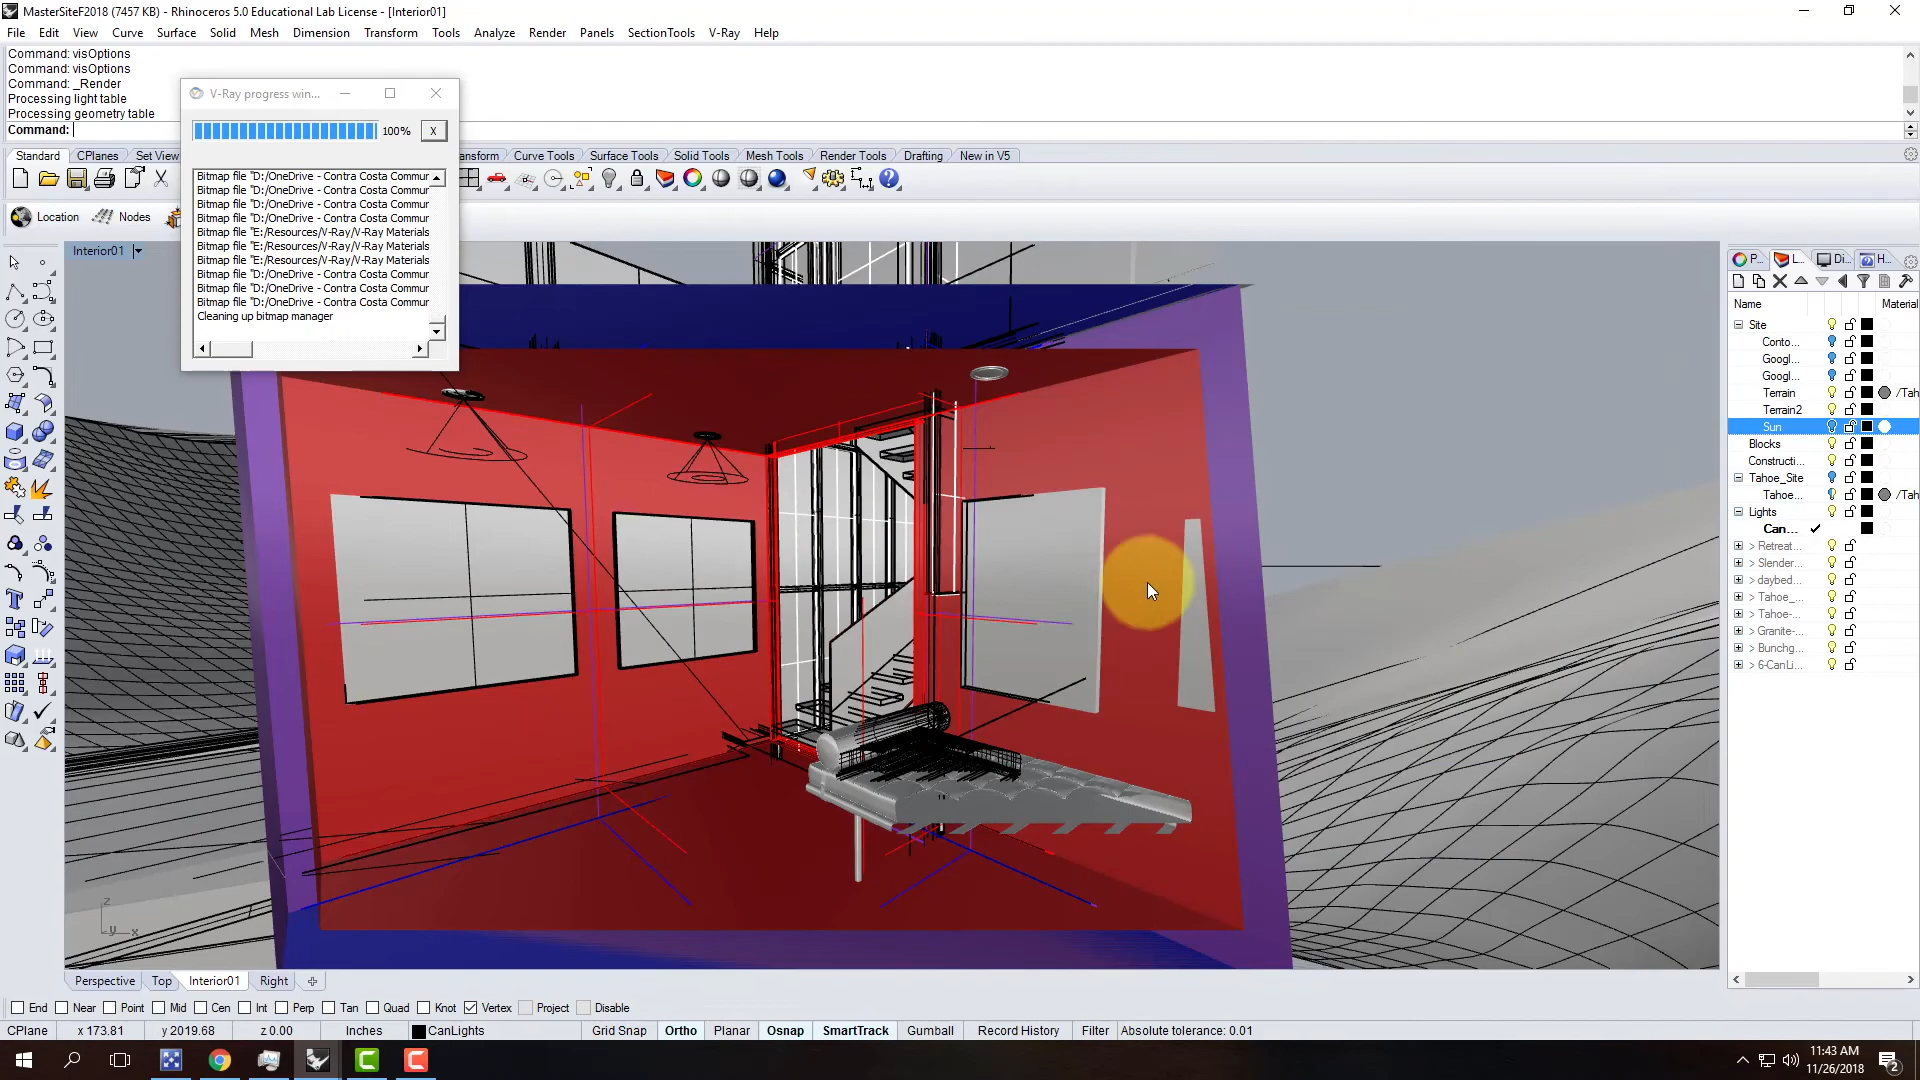 MasterSiteF2018 (7457 KB) - Rhinoceros 5.0 Educational Lab License - [Interior01]
File Edit View Curve Surface Solid Mesh Dimension Transform Tools Analyze Render Panels SectionTools V-Ray Help
Command: visOptions
Command: visOptions
Command: _Render
Processing light table
Processing geometry table
Command:
V-Ray progress win...
100% X
Bitmap file "D:/OneDrive - Contra Costa Commur
Bitmap file "D:/OneDrive - Contra Costa Commur
Bitmap file "D:/OneDrive - Contra Costa Commur
Bitmap file "D:/OneDrive - Contra Costa Commur
Bitmap file "E:/Resources/V-Ray/V-Ray Materials
Bitmap file "E:/Resources/V-Ray/V-Ray Materials
Bitmap file "E:/Resources/V-Ray/V-Ray Materials
Bitmap file "D:/OneDrive - Contra Costa Commur
Bitmap file "D:/OneDrive - Contra Costa Commur
Bitmap file "D:/OneDrive - Contra Costa Commur
Cleaning up bitmap manager
Standard CPlanes Set View ansform Curve Tools Surface Tools Solid Tools Mesh Tools Render Tools Drafting New in V5
Location Nodes
Interior01
P... L... Di... H...
Name Material
Site
Conto...
Googl...
Googl...
Terrain /Tah
Terrain2
Sun
Blocks
Constructi...
Tahoe_Site
Tahoe... /Tah
Lights
Can...
> Retreat...
> Slender...
> daybed...
> Tahoe_...
> Tahoe-...
> Granite-...
> Bunchg...
> 6-CanLi...
z
y x
Perspective Top Interior01 Right
End Near Point Mid Cen Int Perp Tan Quad Knot Vertex Project Disable
CPlane x 173.81 y 2019.68 z 0.00 Inches CanLights Grid Snap Ortho Planar Osnap SmartTrack Gumball Record History Filter Absolute tolerance: 0.01
11:43 AM
11/26/2018
2